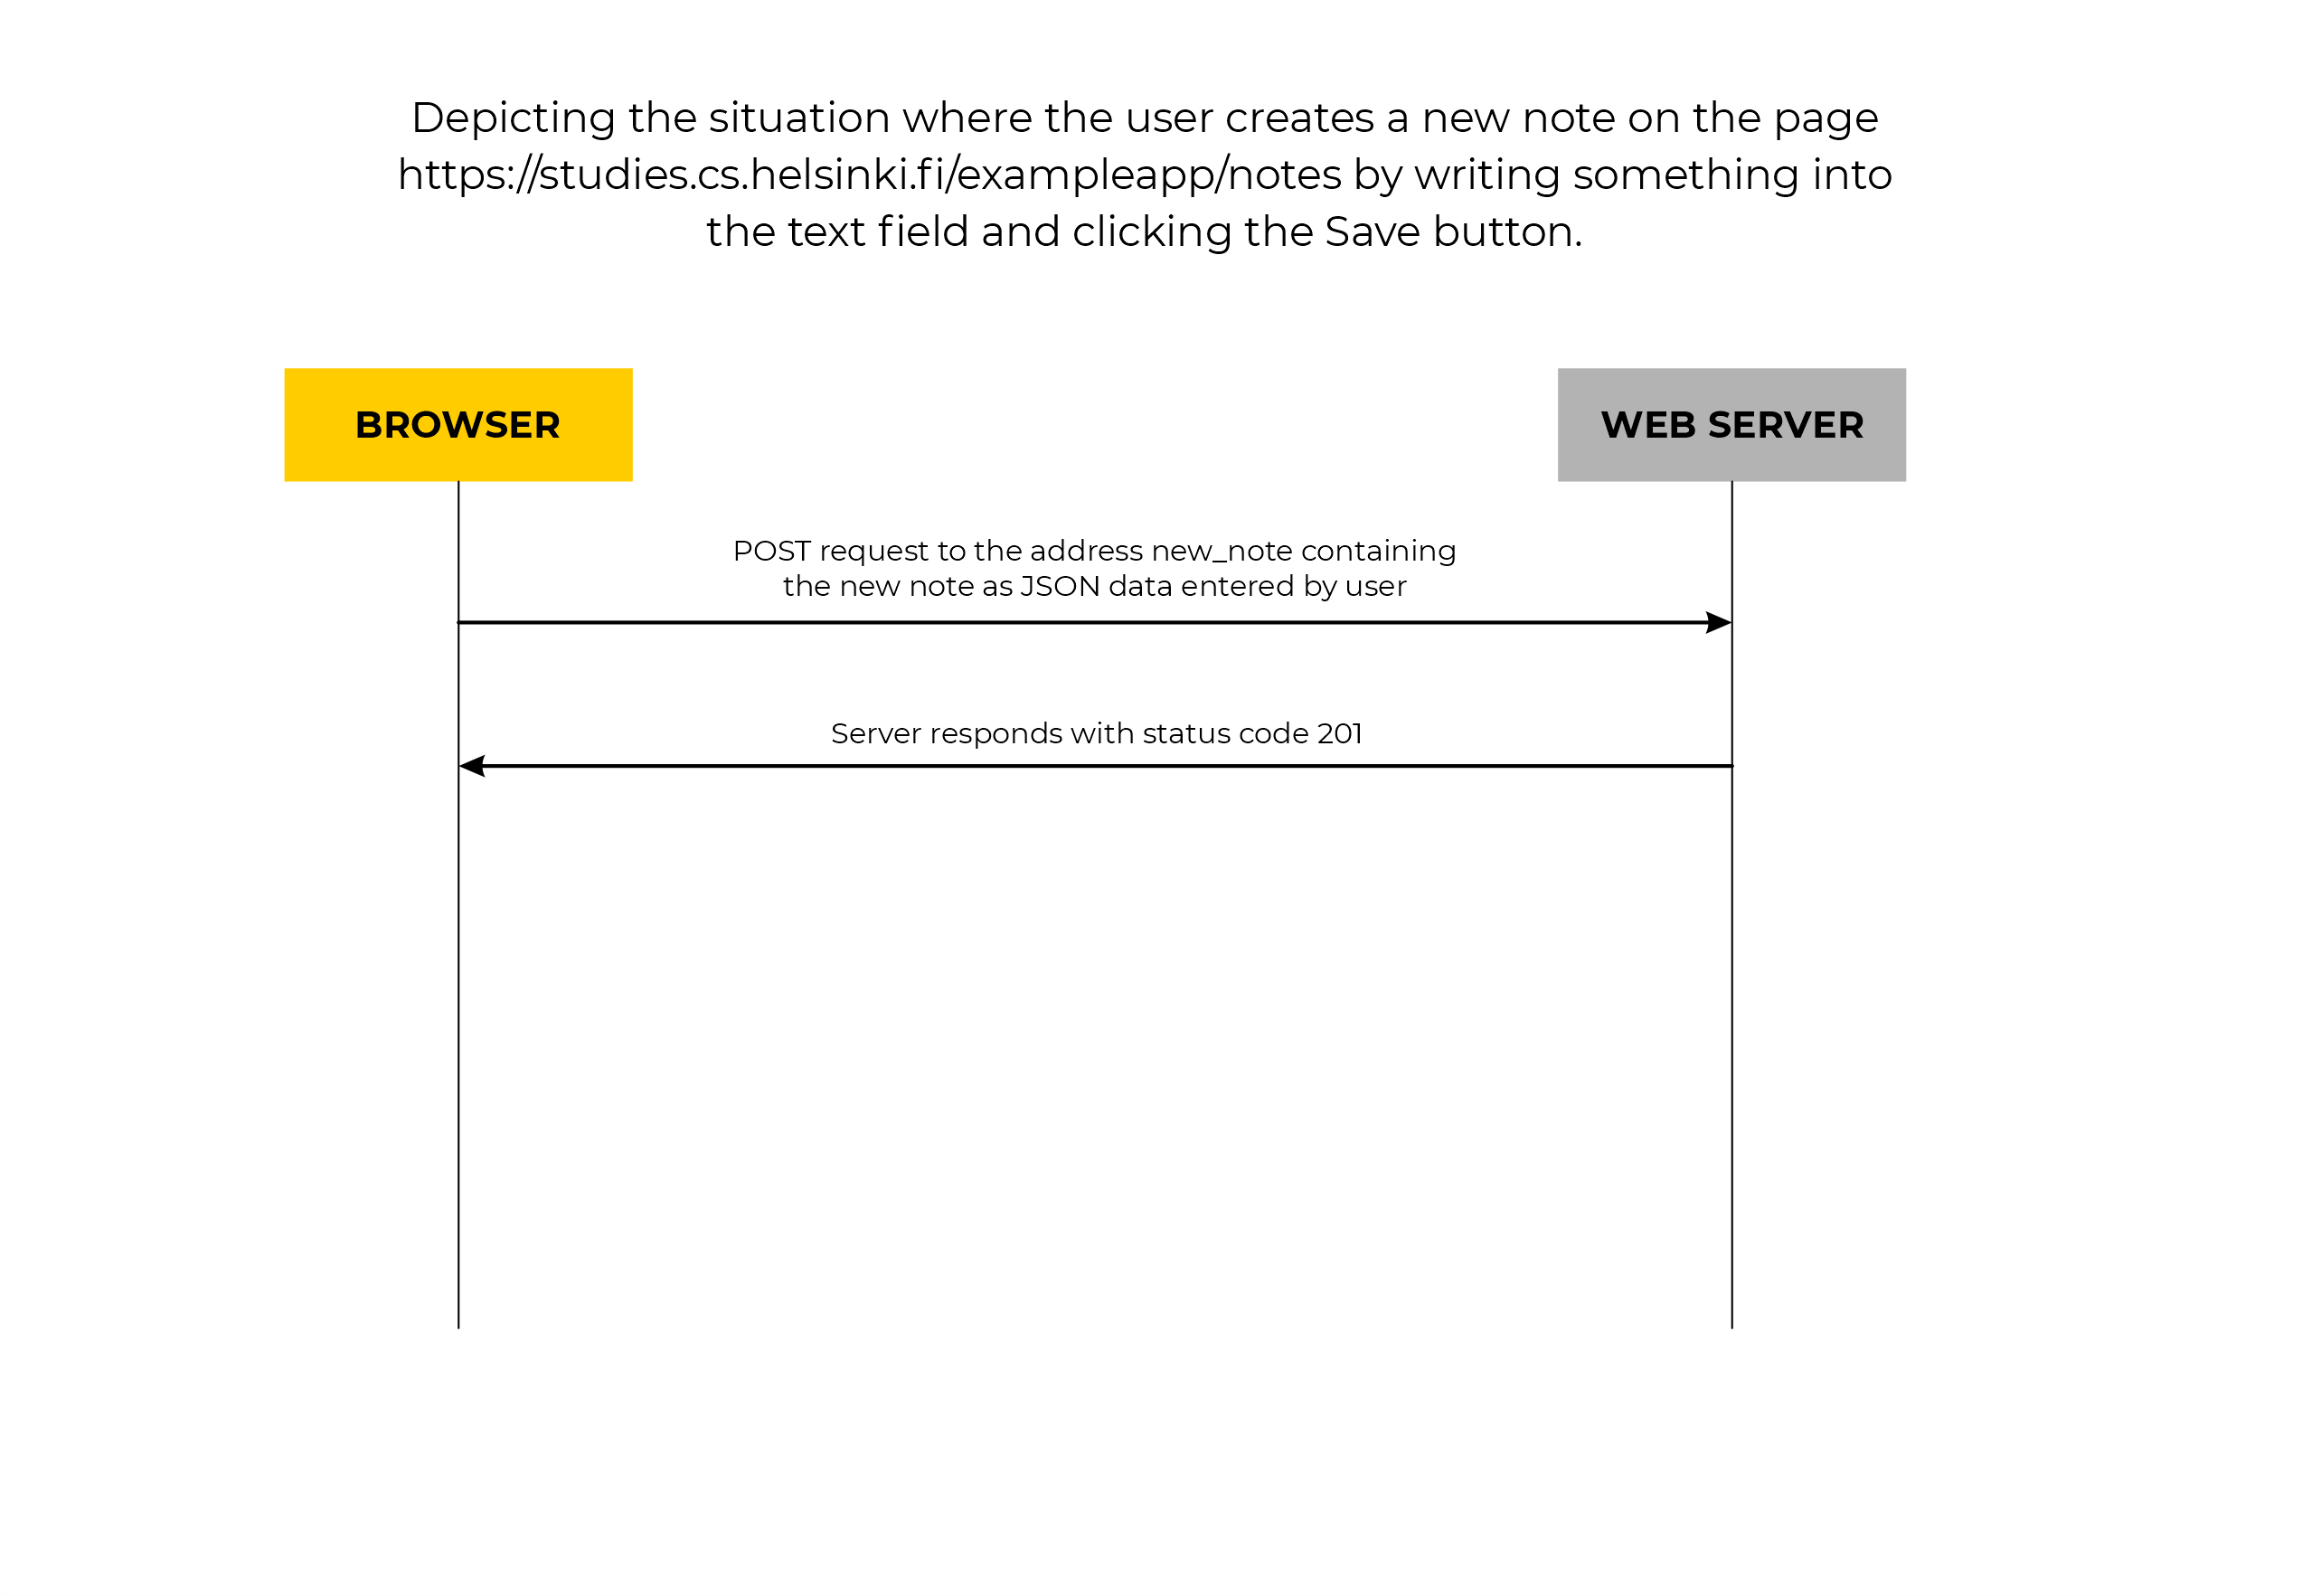 Depicting the situation where the user creates a new note on the page
https://studies.cs.helsinki.fi/exampleapp/notes by writing something into
the text field and clicking the Save button.
BROWSER
WEB SERVER
POST request to the address new_note containing
the new note as JSON data entered by user
Server responds with status code 201